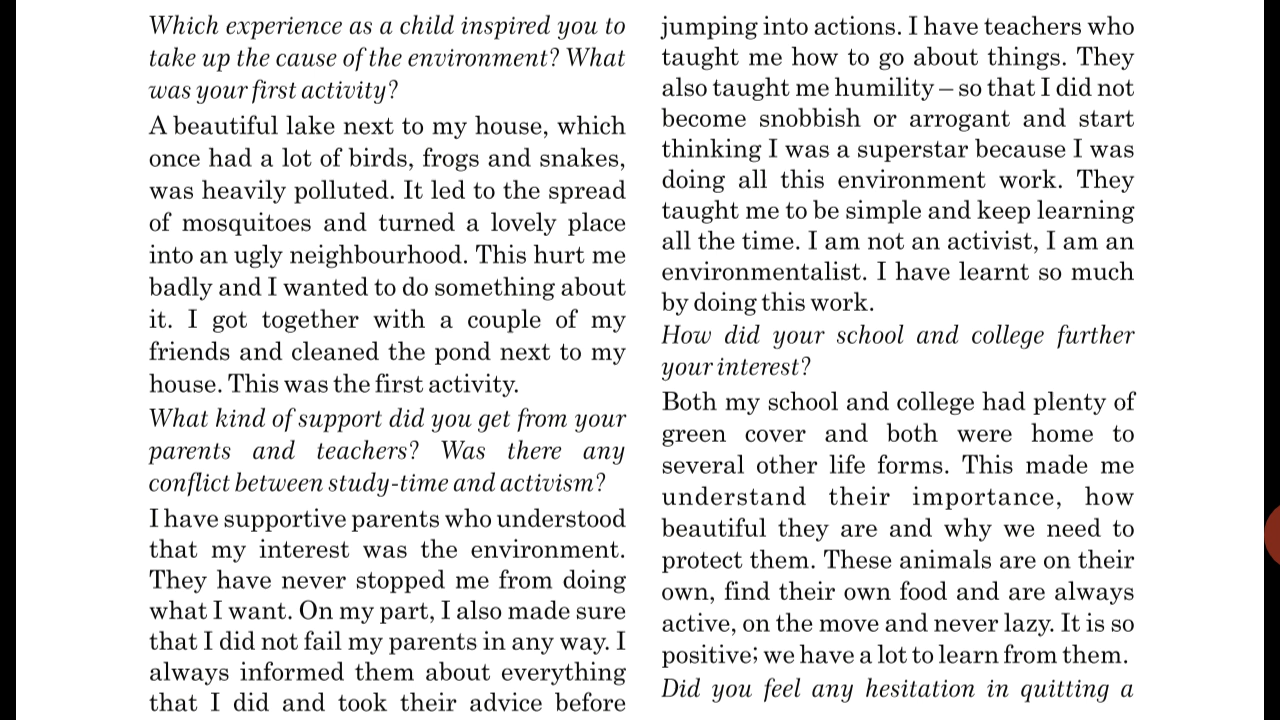 Which experience as a child inspired you to
take up the cause of the environment? What
was your first activity?
A beautiful lake next to my house, which
once had a lot of birds, frogs and snakes,
was heavily polluted. It led to the spread
of mosquitoes and turned a lovely place
into an ugly neighbourhood. This hurt me
badly and I wanted to do something about
it. I got together with a couple of my
friends and cleaned the pond next to my
house. This was the first activity.
What kind of support did you get from your
parents and teachers? Was there any
conflict between study-time and activism?
I have supportive parents who understood
that my interest was the environment.
They have never stopped me from doing
what I want. On my part, I also made sure
that I did not fail my parents in any way. I
always informed them about everything
that I did and took their advice before
jumping into actions. I have teachers who
taught me how to go about things. They
also taught me humility – so that I did not
become snobbish or arrogant and start
thinking I was a superstar because I was
doing all this environment work. They
taught me to be simple and keep learning
all the time. I am not an activist, I am an
environmentalist. I have learnt so much
by doing this work.
How did your school and college further
your interest?
Both my school and college had plenty of
green cover and both were home to
several other life forms. This made me
understand their importance, how
beautiful they are and why we need to
protect them. These animals are on their
own, find their own food and are always
active, on the move and never lazy. It is so
positive; we have a lot to learn from them.
Did you feel any hesitation in quitting a